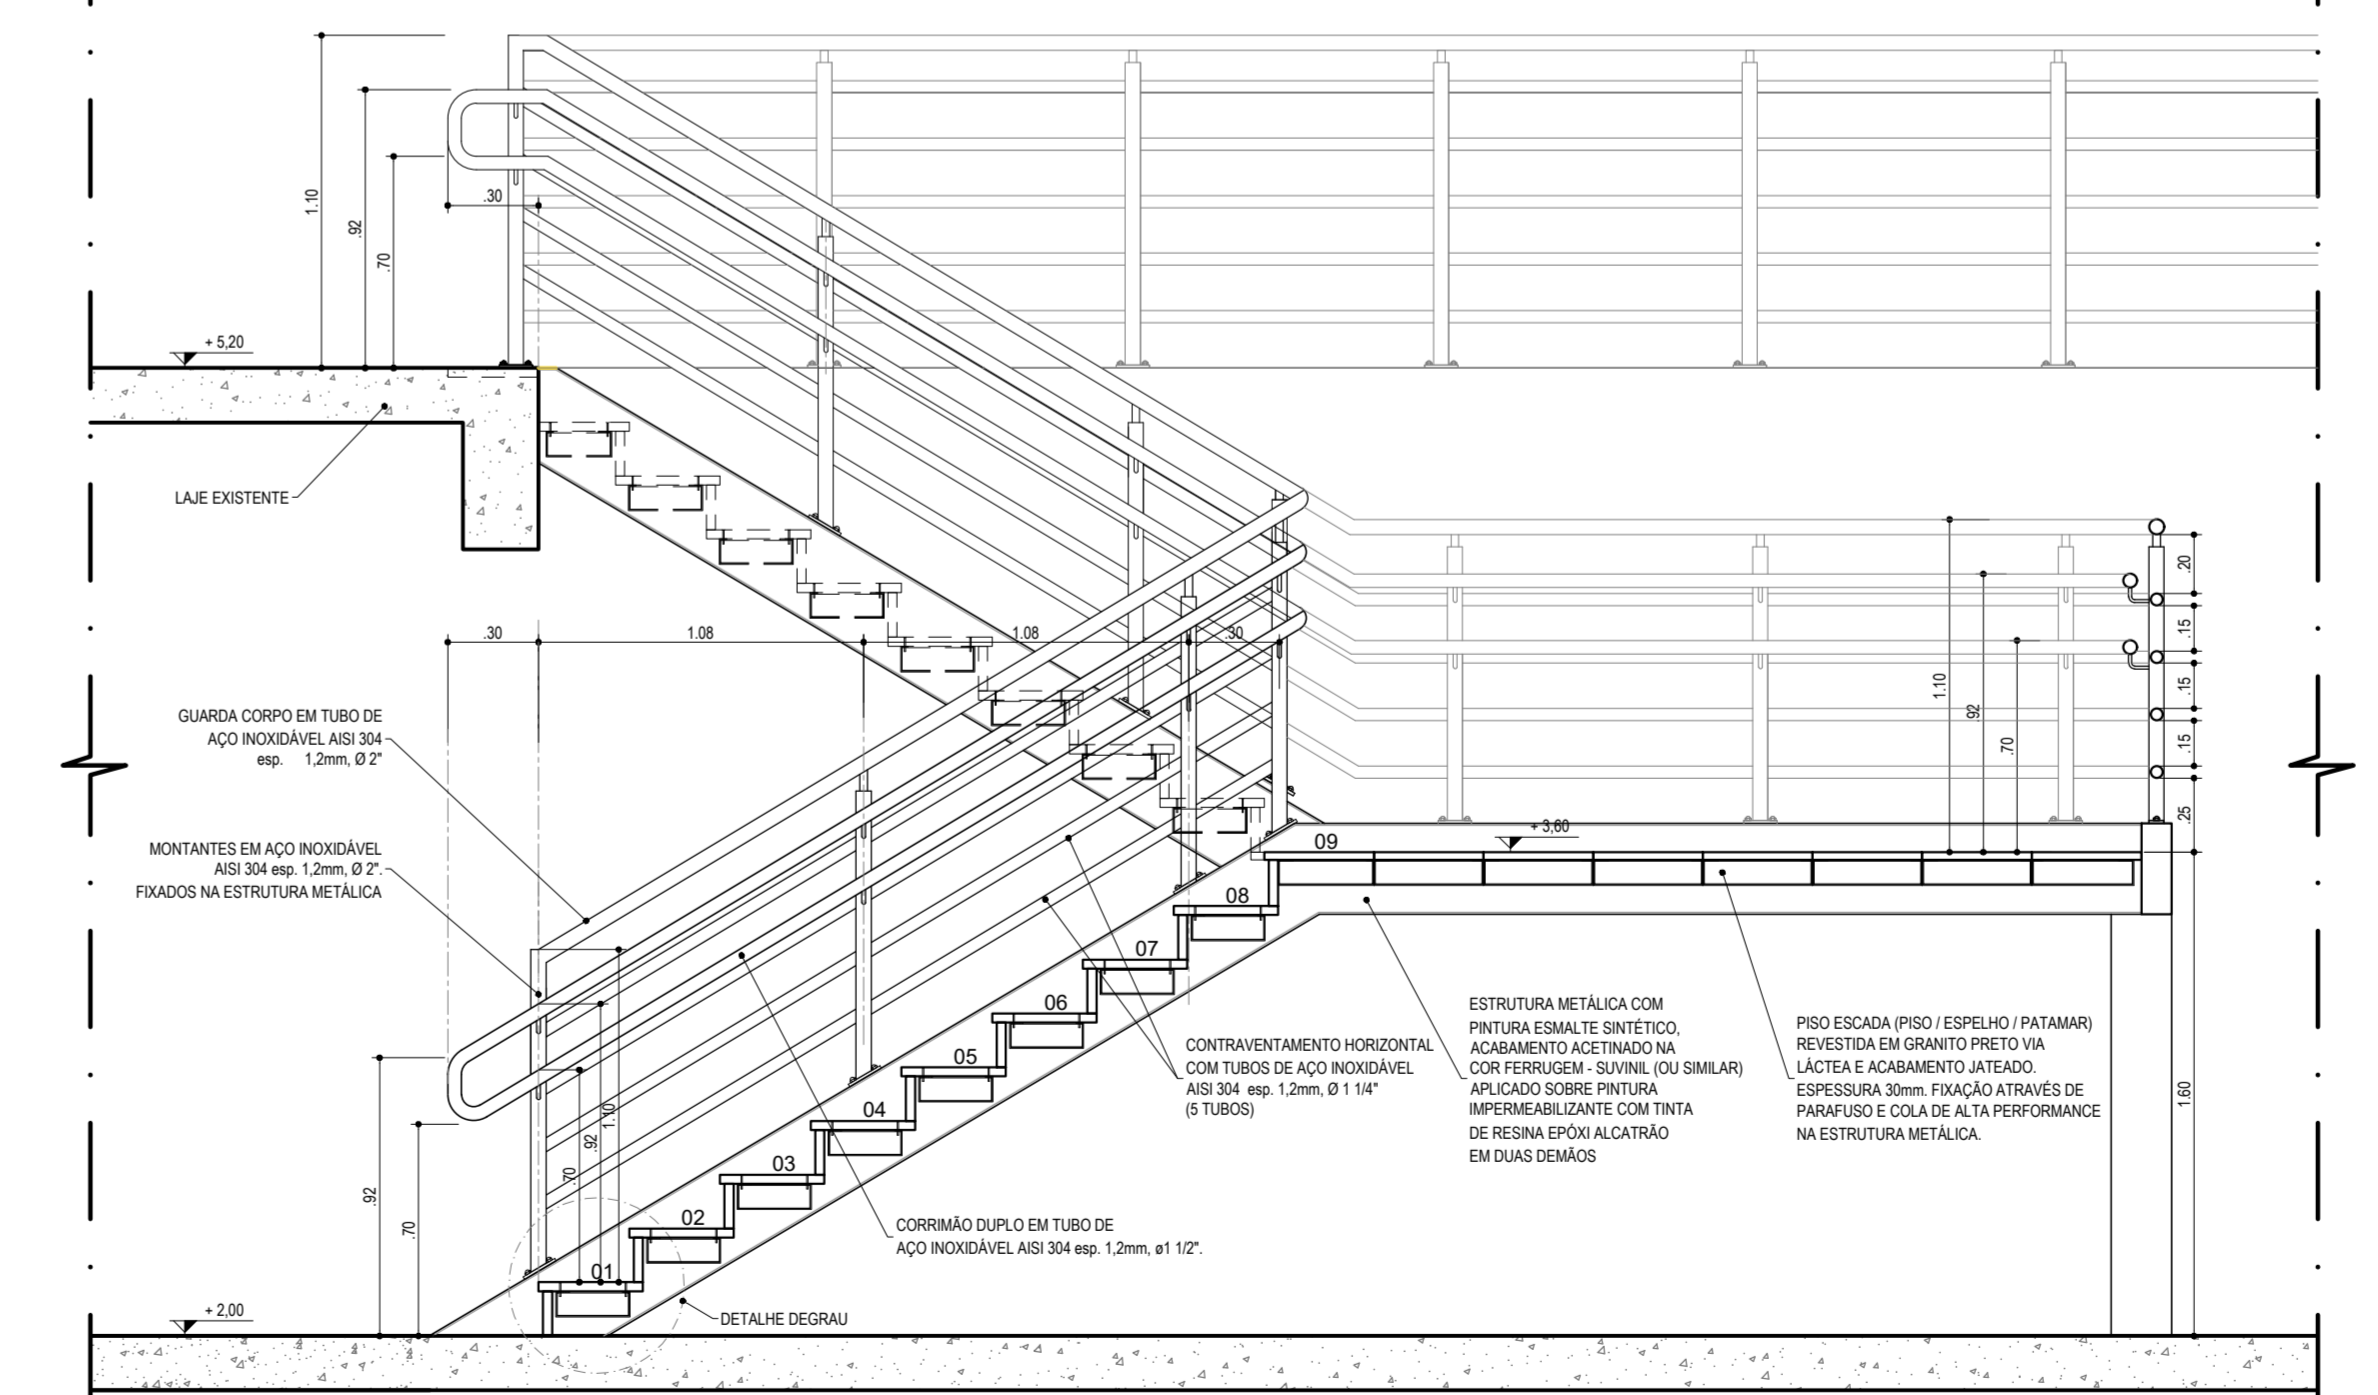 1.10
.92
.70
.30
+ 5,20
LAJE EXISTENTE
.30
1.08
1.08
.30
GUARDA CORPO EM TUBO DE
AÇO INOXIDÁVEL AISI 304
esp. 1,2mm, Ø 2"
MONTANTES EM AÇO INOXIDÁVEL
AISI 304 esp. 1,2mm, Ø 2".
FIXADOS NA ESTRUTURA METÁLICA
1.10
.92
.70
.20
.15
.15
.15
.25
1.60
+ 3,60
09
08
07
06
05
04
03
02
01
1.10
.92
.70
.92
.70
CONTRAVENTAMENTO HORIZONTAL
COM TUBOS DE AÇO INOXIDÁVEL
AISI 304 esp. 1,2mm, Ø 1 1/4"
(5 TUBOS)
ESTRUTURA METÁLICA COM
PINTURA ESMALTE SINTÉTICO,
ACABAMENTO ACETINADO NA
COR FERRUGEM - SUVINIL (OU SIMILAR)
APLICADO SOBRE PINTURA
IMPERMEABILIZANTE COM TINTA
DE RESINA EPÓXI ALCATRÃO
EM DUAS DEMÃOS
PISO ESCADA (PISO / ESPELHO / PATAMAR)
REVESTIDA EM GRANITO PRETO VIA
LÁCTEA E ACABAMENTO JATEADO.
ESPESSURA 30mm. FIXAÇÃO ATRAVÉS DE
PARAFUSO E COLA DE ALTA PERFORMANCE
NA ESTRUTURA METÁLICA.
CORRIMÃO DUPLO EM TUBO DE
AÇO INOXIDÁVEL AISI 304 esp. 1,2mm, ø1 1/2".
DETALHE DEGRAU
+ 2,00